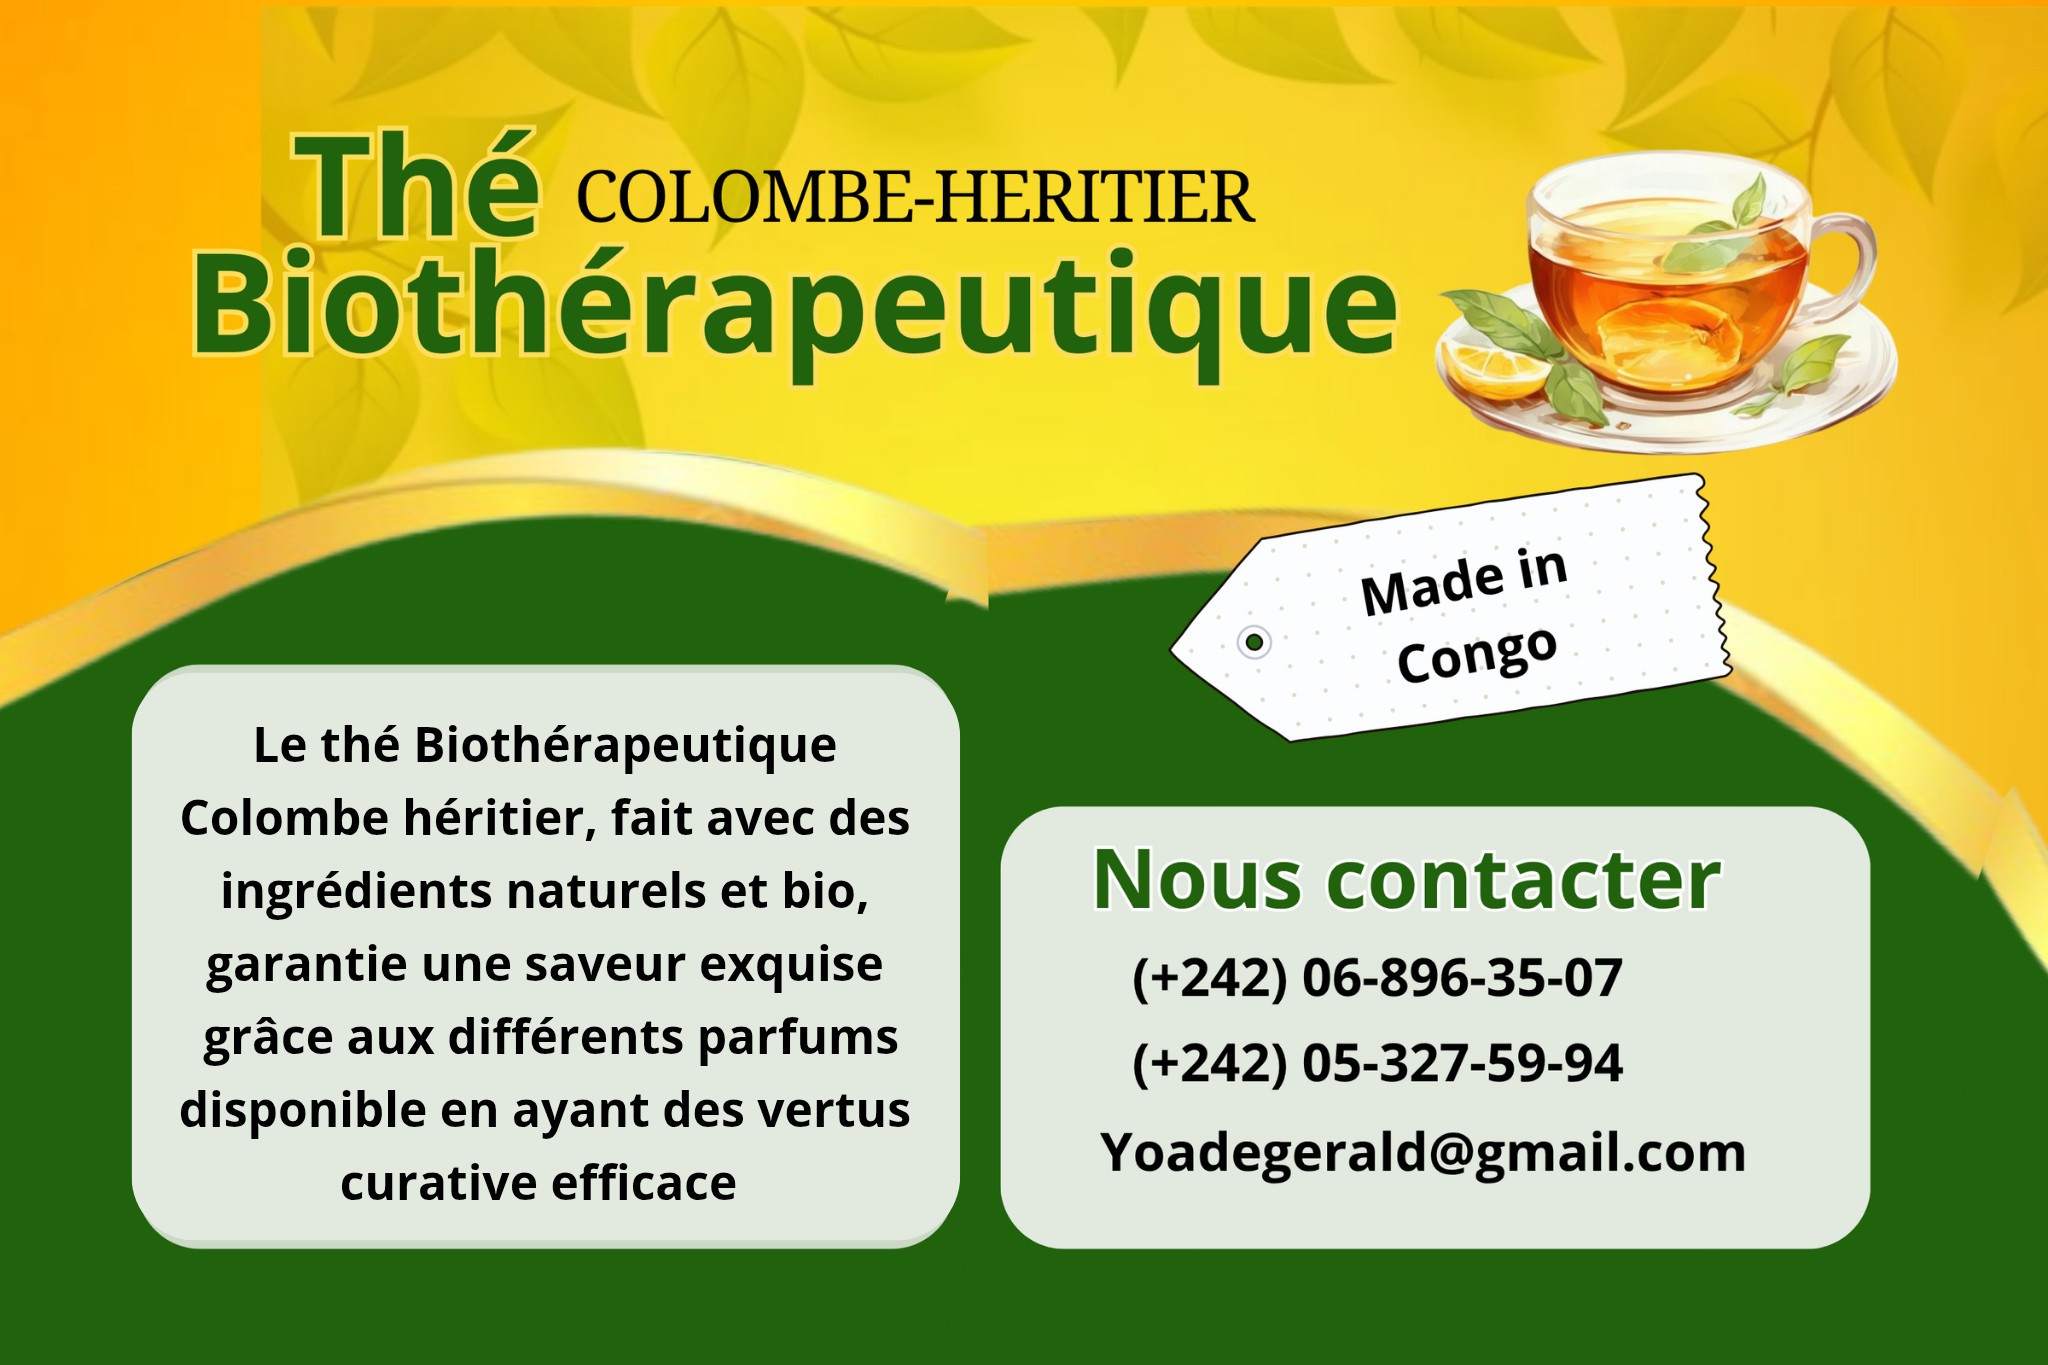 Thé COLOMBE-HERITIER
Biothérapeutique
Made in
Congo
Le thé Biothérapeutique
Colombe héritier, fait avec des
ingrédients naturels et bio,
garantie une saveur exquise
grâce aux différents parfums
disponible en ayant des vertus
curative efficace
Nous contacter
(+242) 06-896-35-07
(+242) 05-327-59-94
Yoadegerald@gmail.com